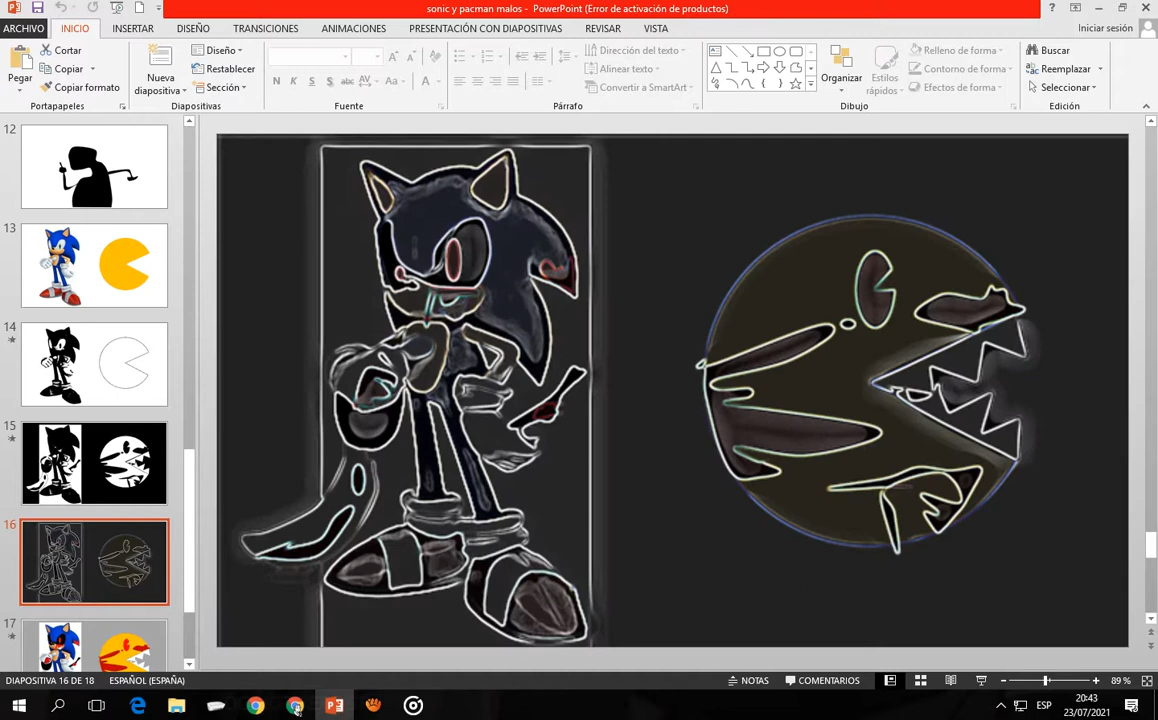 sonic y pacman malos - PowerPoint (Error de activación de productos)
ARCHIVO INICIO INSERTAR DISEÑO TRANSICIONES ANIMACIONES PRESENTACIÓN CON DIAPOSITIVAS REVISAR VISTA Iniciar sesión
Pegar
Cortar
Copiar
Copiar formato
Portapapeles
Nueva
diapositiva
Diseño
Restablecer
Sección
Diapositivas
N K S S abc AV Aa A
Fuente
Dirección del texto
Alinear texto
Convertir a SmartArt
Párrafo
Organizar
Estilos
rápidos
Relleno de forma
Contorno de forma
Efectos de forma
Dibujo
Buscar
Reemplazar
Seleccionar
Edición
12
13
14
15
16
17
DIAPOSITIVA 16 DE 18 ESPAÑOL (ESPAÑA) NOTAS COMENTARIOS 89 %
ESP
20:43
23/07/2021